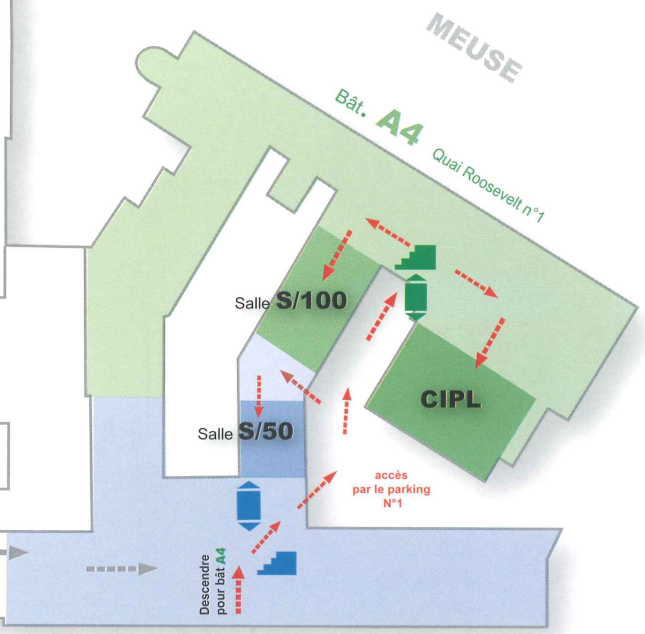 MEUSE
Bât. A4
Quai Roosevelt n°1
Salle S/100
CIPL
Salle S/50
accès
par le parking
N°1
Descendre
pour bât A4